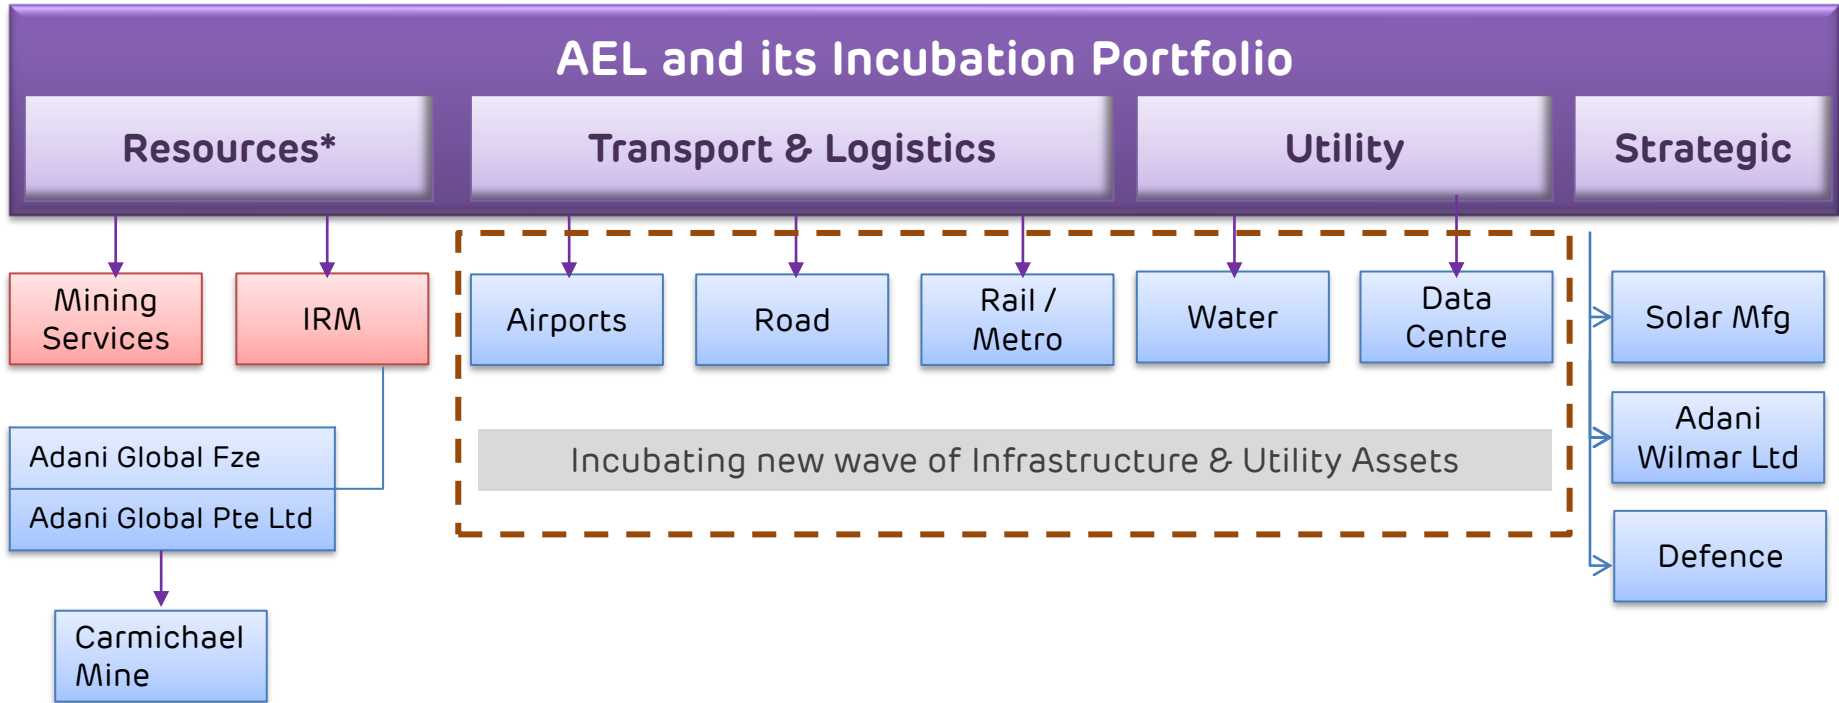 AEL and its Incubation Portfolio
Resources*
Transport & Logistics
Utility
Strategic
Mining
Services
IRM
Airports
Road
Rail /
Metro
Water
Data
Centre
Solar Mfg
Adani Global Fze
Adani Global Pte Ltd
Incubating new wave of Infrastructure & Utility Assets
Adani
Wilmar Ltd
Defence
Carmichael
Mine